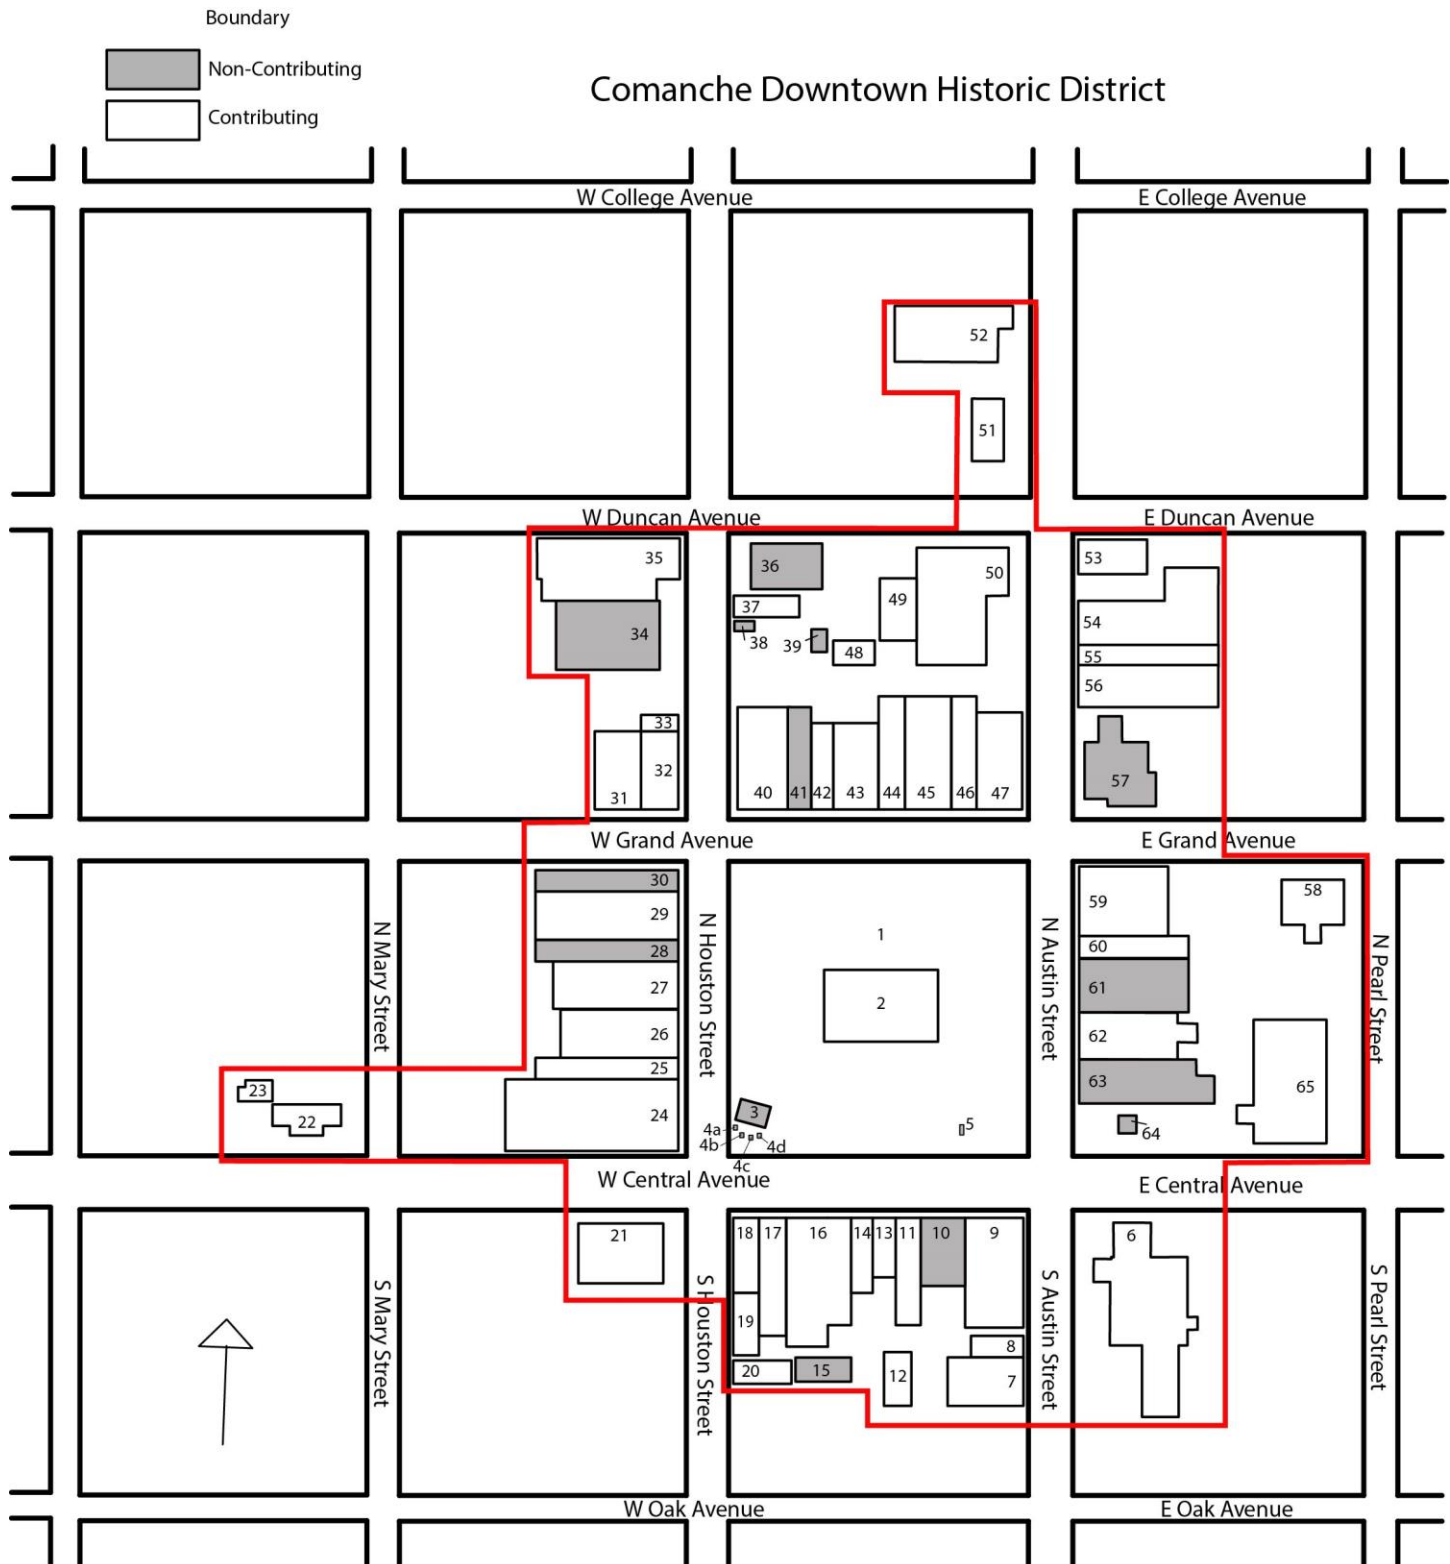 Boundary
Non-Contributing
Comanche Downtown Historic District
Contributing
W College Avenue
E College Avenue
52
51
W Duncan Avenue
E Duncan Avenue
35
36
50
53
49
37
54
34
38
39
48
55
56
33
32
57
31
40
41
42
43
44
45
46
47
W Grand Avenue
E Grand Avenue
30
58
59
29
1
60
28
N Mary Street
N Houston Street
N Austin Street
N Pearl Street
27
61
2
26
62
25
63
23
65
3
24
22
4a
5
64
4b
4d
4c
W Central Avenue
E Central Avenue
21
18
17
16
14
13
11
10
9
6
S Mary Street
S Houston Street
S Austin Street
S Pearl Street
19
8
20
15
12
7
W Oak Avenue
E Oak Avenue